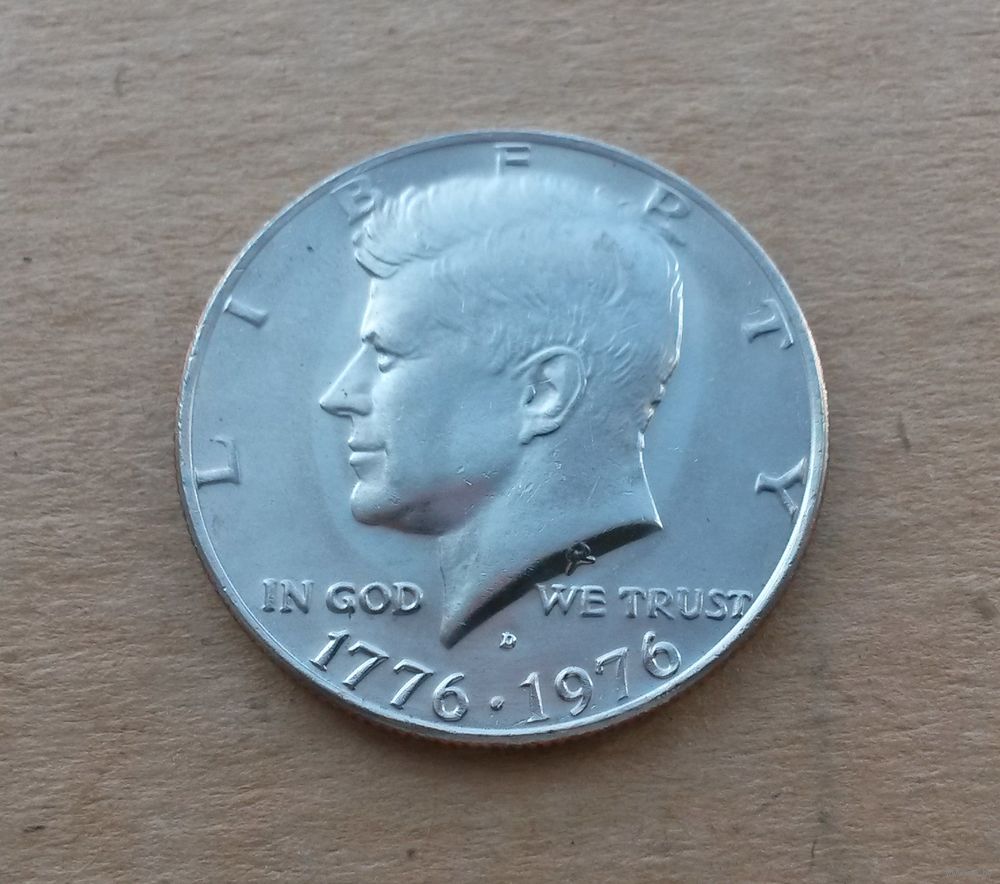 LIBERTY
IN GOD WE TRUST
D
1776 · 1976